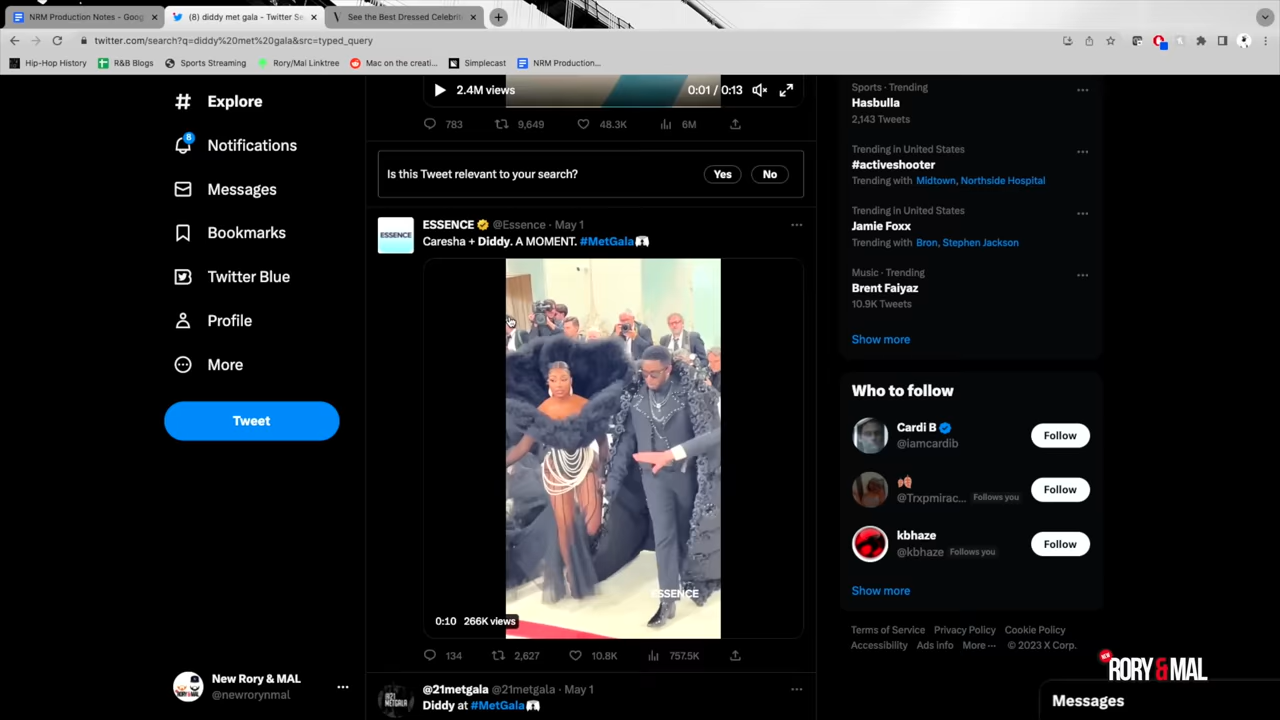 NRM Production Notes - Goog
(8) diddy met gala - Twitter Se
See the Best Dressed Celebrit
twitter.com/search?q=diddy%20met%20gala&src=typed_query
Hip-Hop History
R&B Blogs
Sports Streaming
Rory/Mal Linktree
Mac on the creati...
Simplecast
NRM Production...
Explore
8
Notifications
Messages
Bookmarks
Twitter Blue
Profile
More
Tweet
New Rory & MAL
@newrorynmal
2.4M views
0:01 / 0:13
783
9,649
48.3K
6M
Is this Tweet relevant to your search?
Yes
No
ESSENCE
ESSENCE @Essence · May 1
Caresha + Diddy. A MOMENT. #MetGala
ESSENCE
0:10 266K views
134
2,627
10.8K
757.5K
@21metgala @21metgala · May 1
Diddy at #MetGala
Sports · Trending
Hasbulla
2,143 Tweets
Trending in United States
#activeshooter
Trending with Midtown, Northside Hospital
Trending in United States
Jamie Foxx
Trending with Bron, Stephen Jackson
Music · Trending
Brent Faiyaz
10.9K Tweets
Show more
Who to follow
Cardi B
@iamcardib
Follow
@Trxpmirac... Follows you
Follow
kbhaze
@kbhaze Follows you
Follow
Show more
Terms of Service Privacy Policy Cookie Policy
Accessibility Ads info More ··· © 2023 X Corp.
NEW
RORY & MAL
Messages